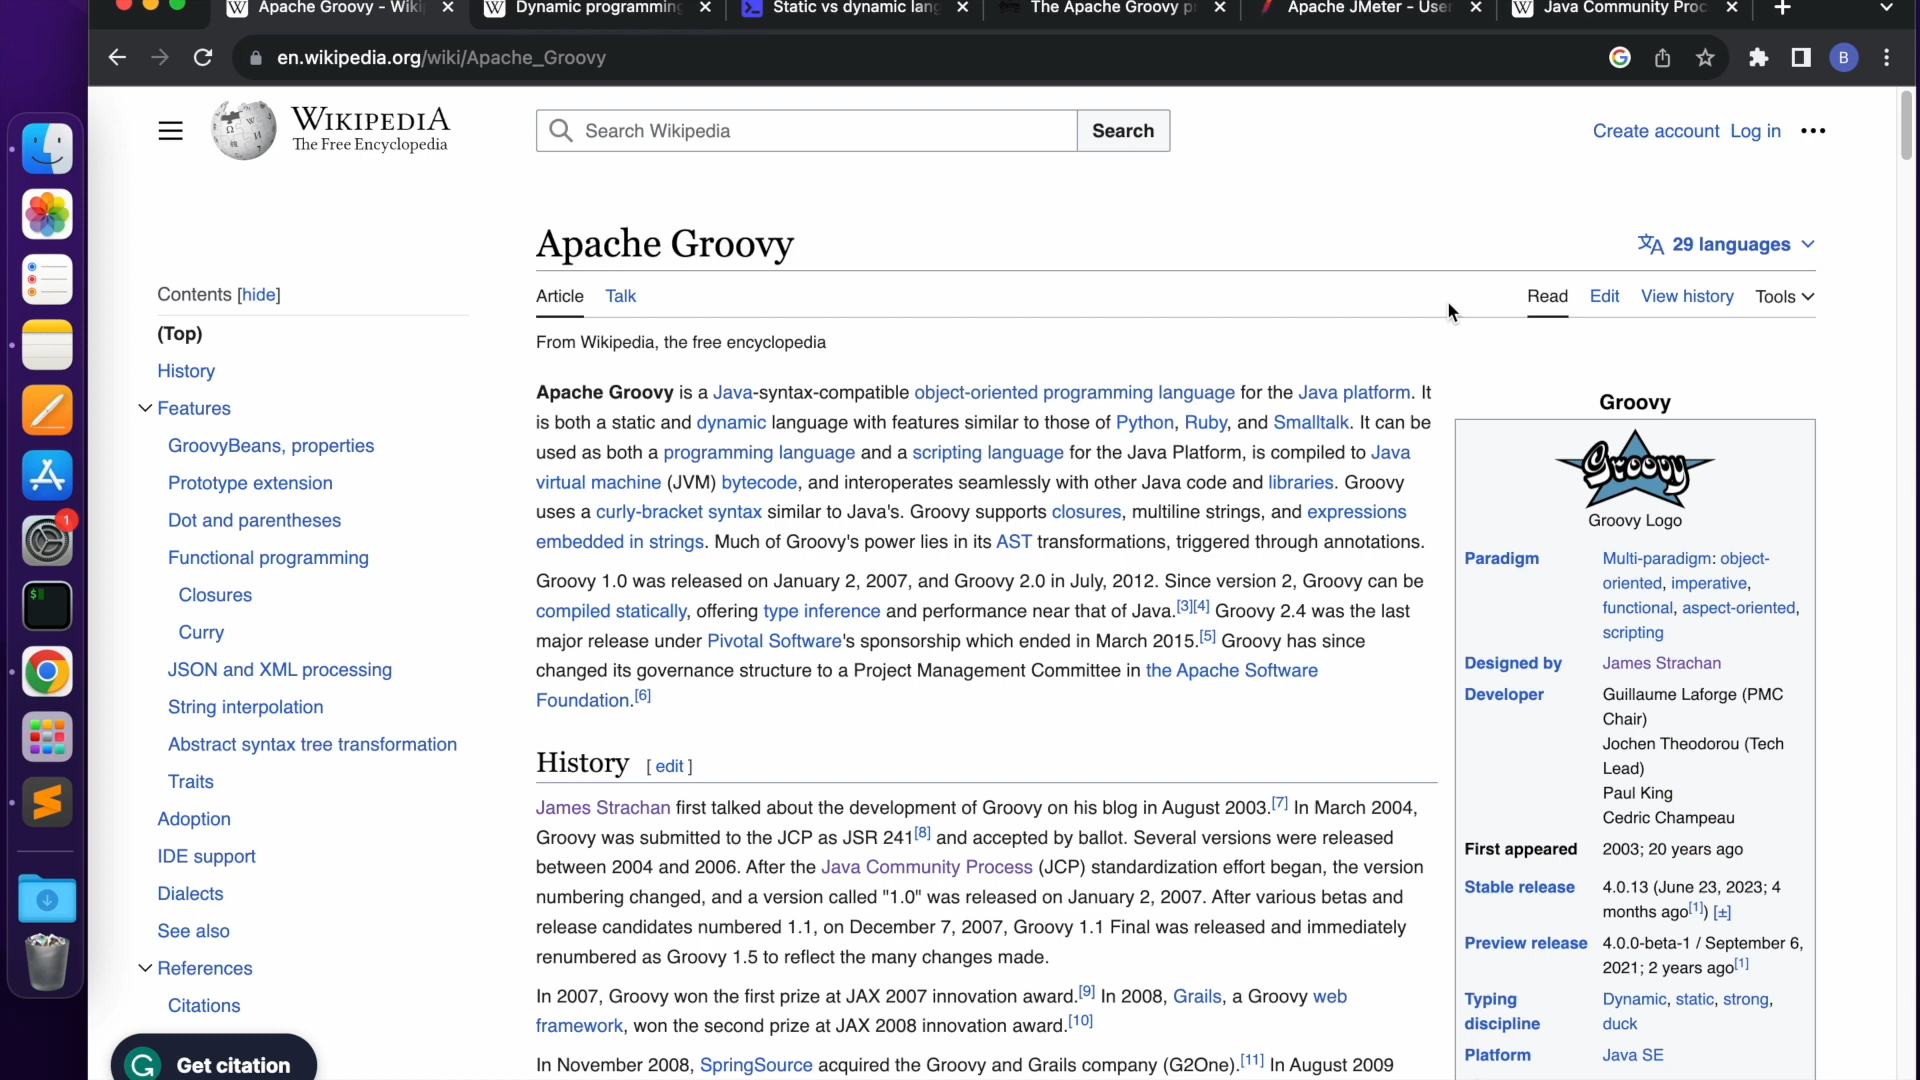 Apache Groovy - Wiki
Dynamic programming
Static vs dynamic lang
The Apache Groovy p
Apache JMeter - User
Java Community Proc
en.wikipedia.org/wiki/Apache_Groovy
B
WIKIPEDIA
The Free Encyclopedia
Search Wikipedia
Search
Create account
Log in
Apache Groovy
29 languages
Article
Talk
Read
Edit
View history
Tools
From Wikipedia, the free encyclopedia
Contents [hide]
(Top)
History
Features
GroovyBeans, properties
Prototype extension
Dot and parentheses
Functional programming
Closures
Curry
JSON and XML processing
String interpolation
Abstract syntax tree transformation
Traits
Adoption
IDE support
Dialects
See also
References
Citations
Get citation
Apache Groovy is a Java-syntax-compatible object-oriented programming language for the Java platform. It
is both a static and dynamic language with features similar to those of Python, Ruby, and Smalltalk. It can be
used as both a programming language and a scripting language for the Java Platform, is compiled to Java
virtual machine (JVM) bytecode, and interoperates seamlessly with other Java code and libraries. Groovy
uses a curly-bracket syntax similar to Java's. Groovy supports closures, multiline strings, and expressions
embedded in strings. Much of Groovy's power lies in its AST transformations, triggered through annotations.
Groovy 1.0 was released on January 2, 2007, and Groovy 2.0 in July, 2012. Since version 2, Groovy can be
compiled statically, offering type inference and performance near that of Java.[3][4] Groovy 2.4 was the last
major release under Pivotal Software's sponsorship which ended in March 2015.[5] Groovy has since
changed its governance structure to a Project Management Committee in the Apache Software
Foundation.[6]
History [ edit ]
James Strachan first talked about the development of Groovy on his blog in August 2003.[7] In March 2004,
Groovy was submitted to the JCP as JSR 241[8] and accepted by ballot. Several versions were released
between 2004 and 2006. After the Java Community Process (JCP) standardization effort began, the version
numbering changed, and a version called "1.0" was released on January 2, 2007. After various betas and
release candidates numbered 1.1, on December 7, 2007, Groovy 1.1 Final was released and immediately
renumbered as Groovy 1.5 to reflect the many changes made.
In 2007, Groovy won the first prize at JAX 2007 innovation award.[9] In 2008, Grails, a Groovy web
framework, won the second prize at JAX 2008 innovation award.[10]
In November 2008, SpringSource acquired the Groovy and Grails company (G2One).[11] In August 2009
Groovy
Groovy
Groovy Logo
Paradigm
Multi-paradigm: object-
oriented, imperative,
functional, aspect-oriented,
scripting
Designed by
James Strachan
Developer
Guillaume Laforge (PMC
Chair)
Jochen Theodorou (Tech
Lead)
Paul King
Cedric Champeau
First appeared
2003; 20 years ago
Stable release
4.0.13 (June 23, 2023; 4
months ago[1]) [±]
Preview release
4.0.0-beta-1 / September 6,
2021; 2 years ago[1]
Typing
discipline
Dynamic, static, strong,
duck
Platform
Java SE
1